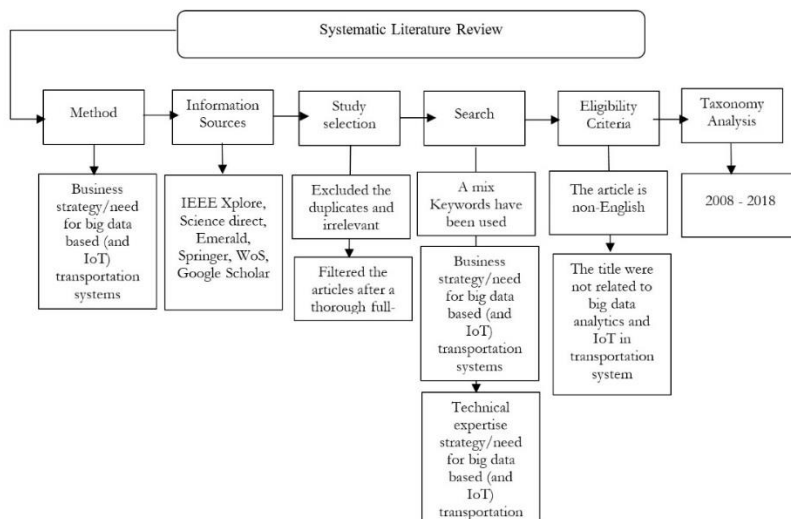 Systematic Literature Review
Method
Information
Sources
Study
selection
Search
Eligibility
Criteria
Taxonomy
Analysis
Business
strategy/need
for big data
based (and
IoT)
transportation
systems
IEEE Xplore,
Science direct,
Emerald,
Springer, WoS,
Google Scholar
Excluded the
duplicates and
irrelevant
Filtered the
articles after a
thorough full-
A mix
Keywords have
been used
Business
strategy/need
for big data
based (and
IoT)
transportation
systems
Technical
expertise
strategy/need
for big data
based (and
IoT)
transportation
The article is
non-English
The title were
not related to
big data
analytics and
IoT in
transportation
system
2008 - 2018